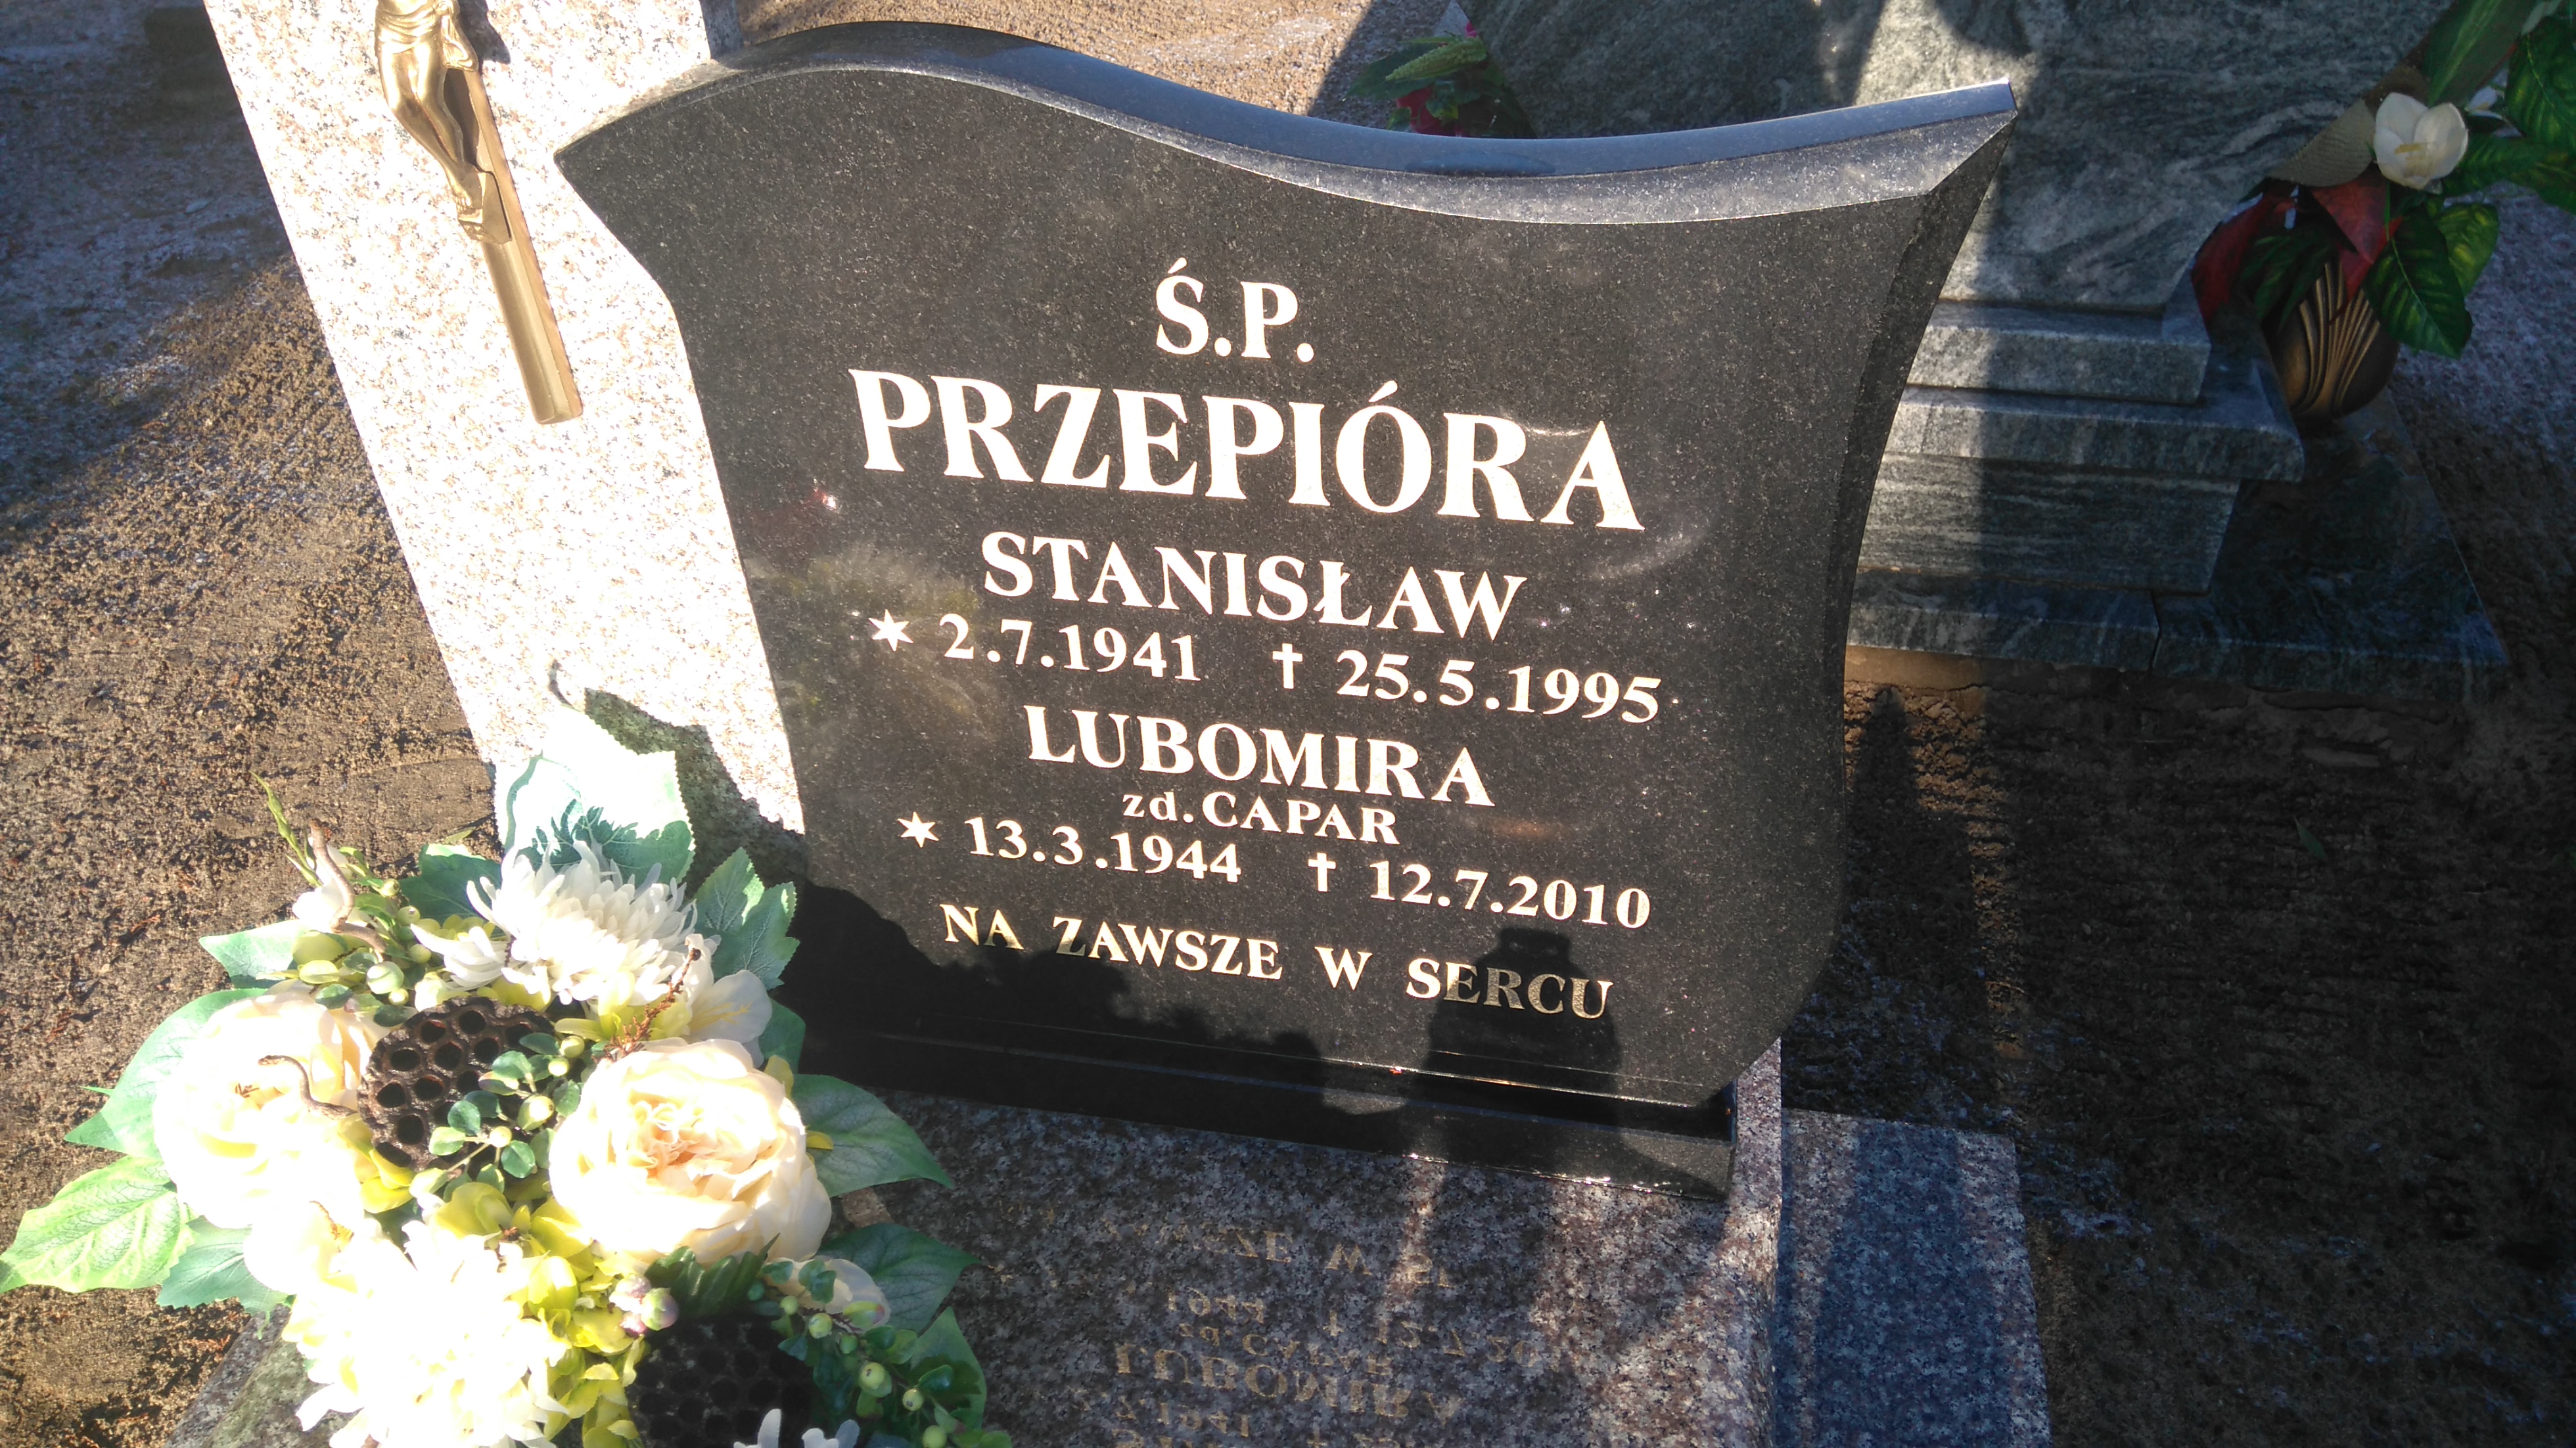 Ś.P.
PRZEPIÓRA
STANISŁAW
* 2.7.1941 † 25.5.1995
LUBOMIRA
zd. CAPAR
* 13.3.1944 † 12.7.2010
NA ZAWSZE W SERCU